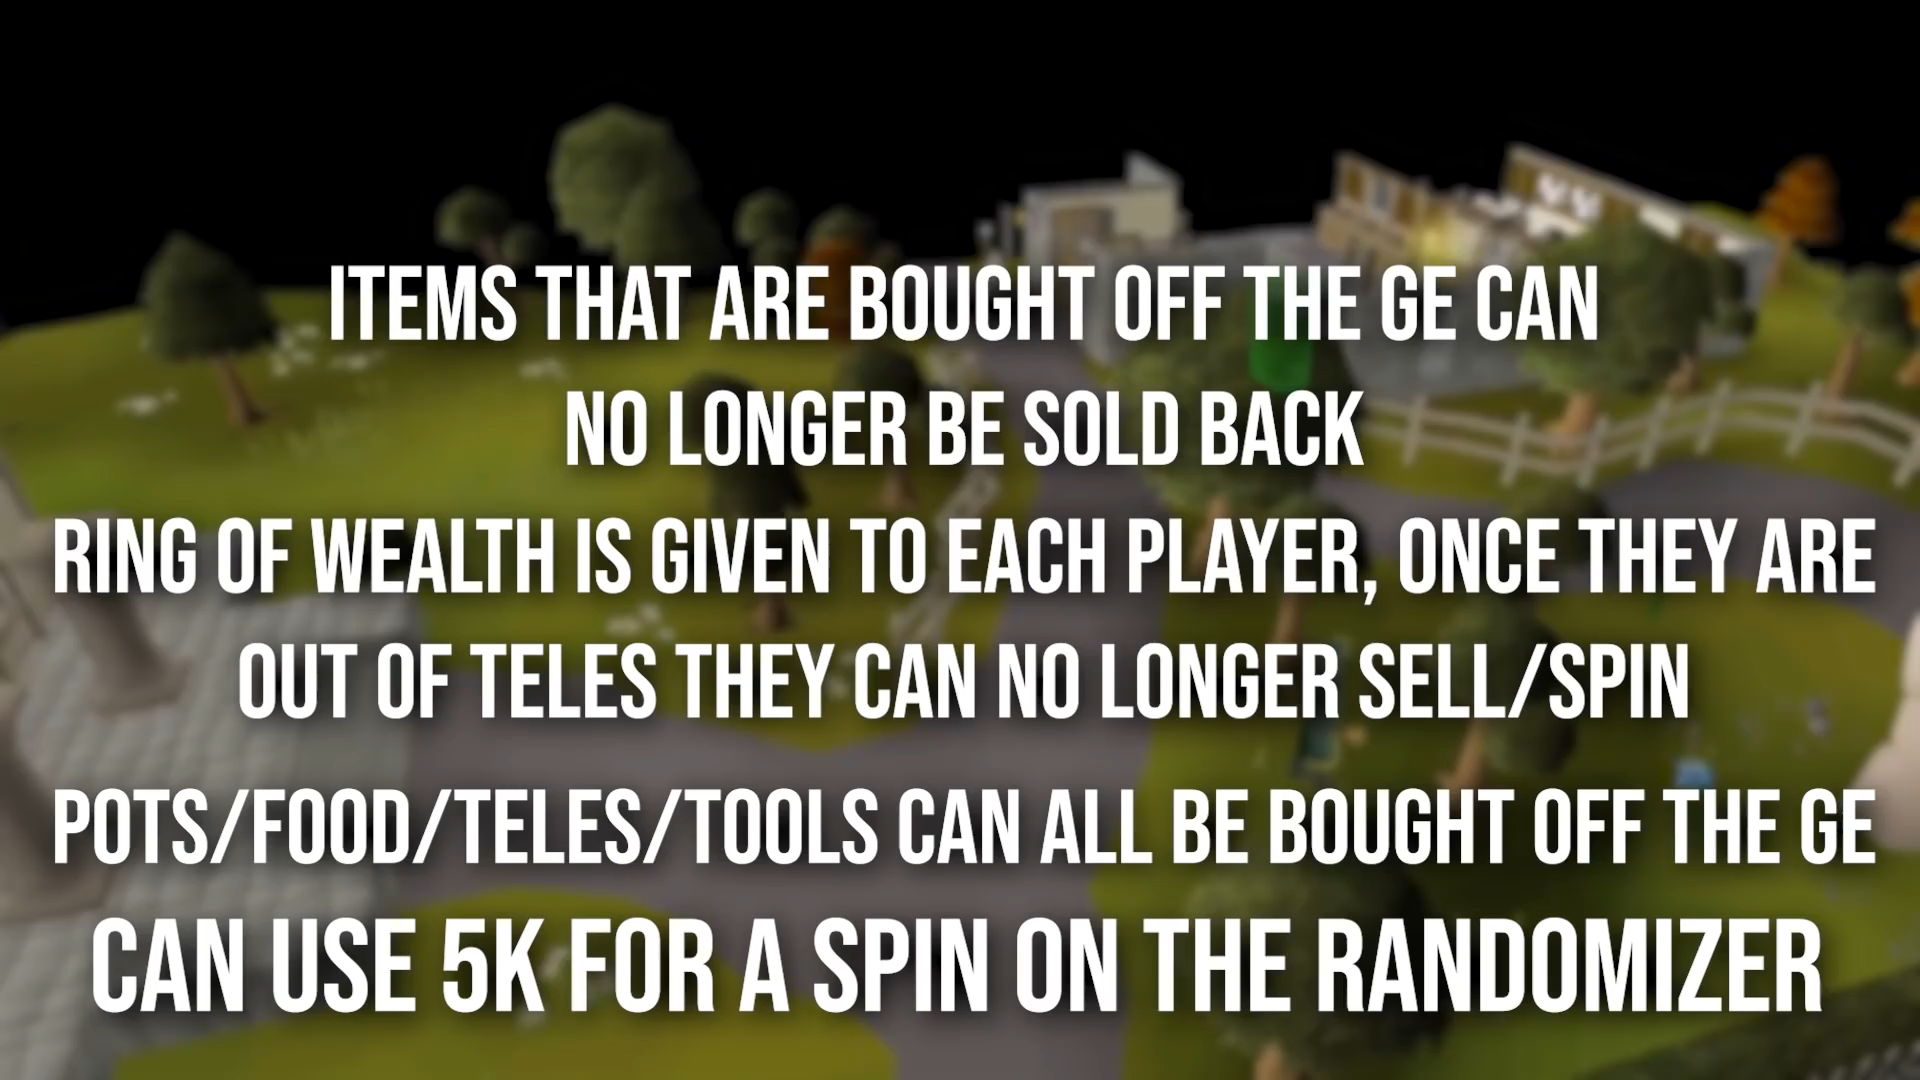 ITEMS THAT ARE BOUGHT OFF THE GE CAN
NO LONGER BE SOLD BACK
RING OF WEALTH IS GIVEN TO EACH PLAYER, ONCE THEY ARE
OUT OF TELES THEY CAN NO LONGER SELL/SPIN
POTS/FOOD/TELES/TOOLS CAN ALL BE BOUGHT OFF THE GE
CAN USE 5K FOR A SPIN ON THE RANDOMIZER